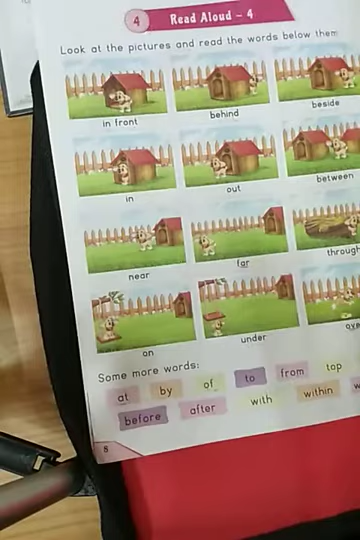 4 Read Aloud - 4
Look at the pictures and read the words below them
in front behind beside
in out between
near far through
on under
Some more words:
at by of to from top
before after with within
8